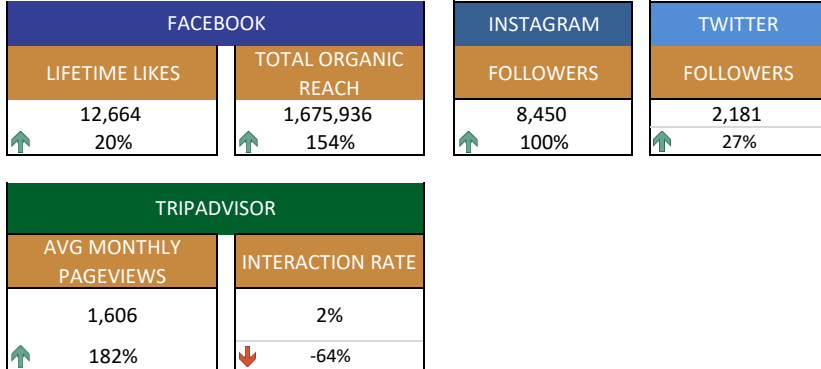 FACEBOOK
INSTAGRAM
TWITTER
LIFETIME LIKES
TOTAL ORGANIC
REACH
FOLLOWERS
FOLLOWERS
12,664
1,675,936
8,450
2,181
20%
154%
100%
27%
TRIPADVISOR
AVG MONTHLY
PAGEVIEWS
INTERACTION RATE
1,606
2%
182%
-64%